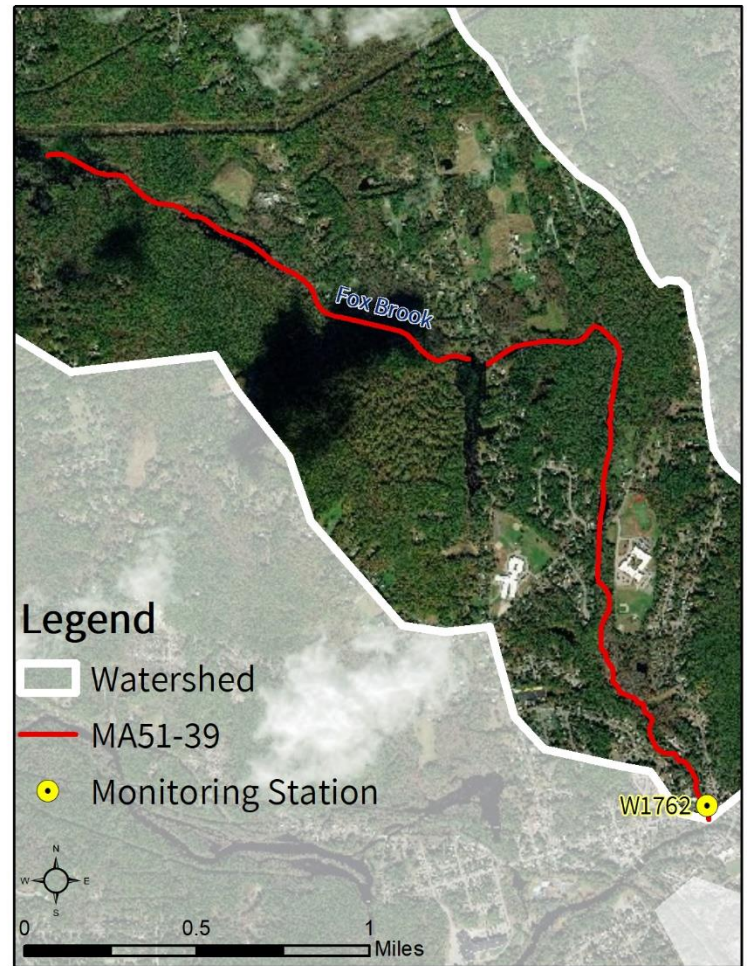 Fox Brook
Legend
Watershed
MA51-39
Monitoring Station
W1762
N
W E
S
0 0.5 1
Miles